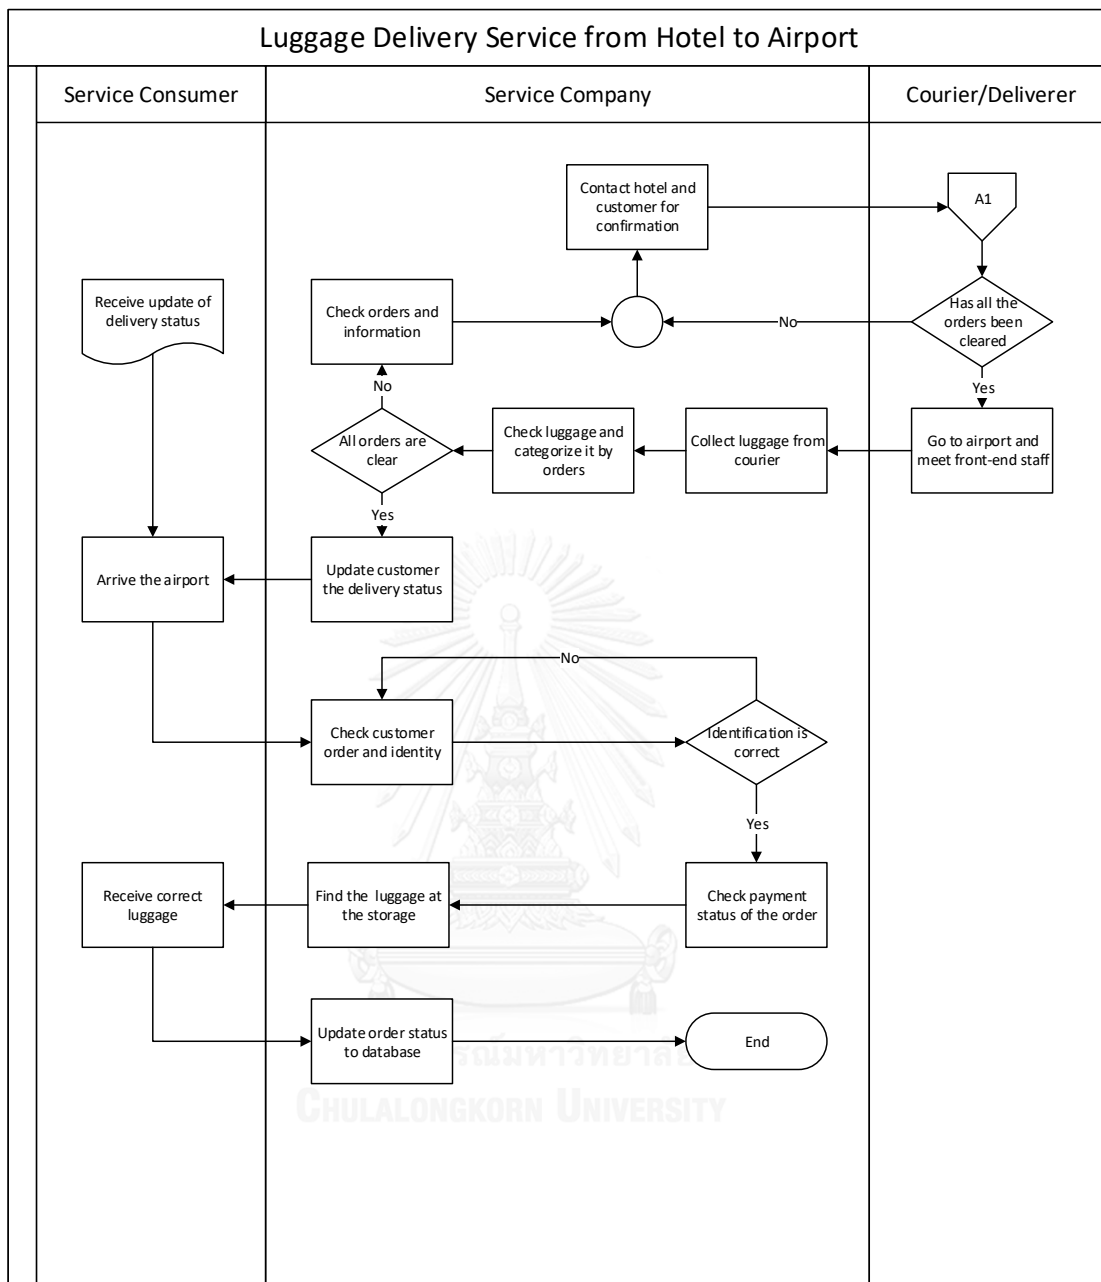 Luggage Delivery Service from Hotel to Airport
Service Consumer
Service Company
Courier/Deliverer
Contact hotel and
customer for
confirmation
A1
Receive update of
delivery status
Check orders and
information
No
Has all the
orders been
cleared
No
Yes
All orders are
clear
Check luggage and
categorize it by
orders
Collect luggage from
courier
Go to airport and
meet front-end staff
Yes
Arrive the airport
Update customer
the delivery status
No
Check customer
order and identity
Identification is
correct
Yes
Receive correct
luggage
Find the luggage at
the storage
Check payment
status of the order
Update order status
to database
End
CHULALONGKORN UNIVERSITY